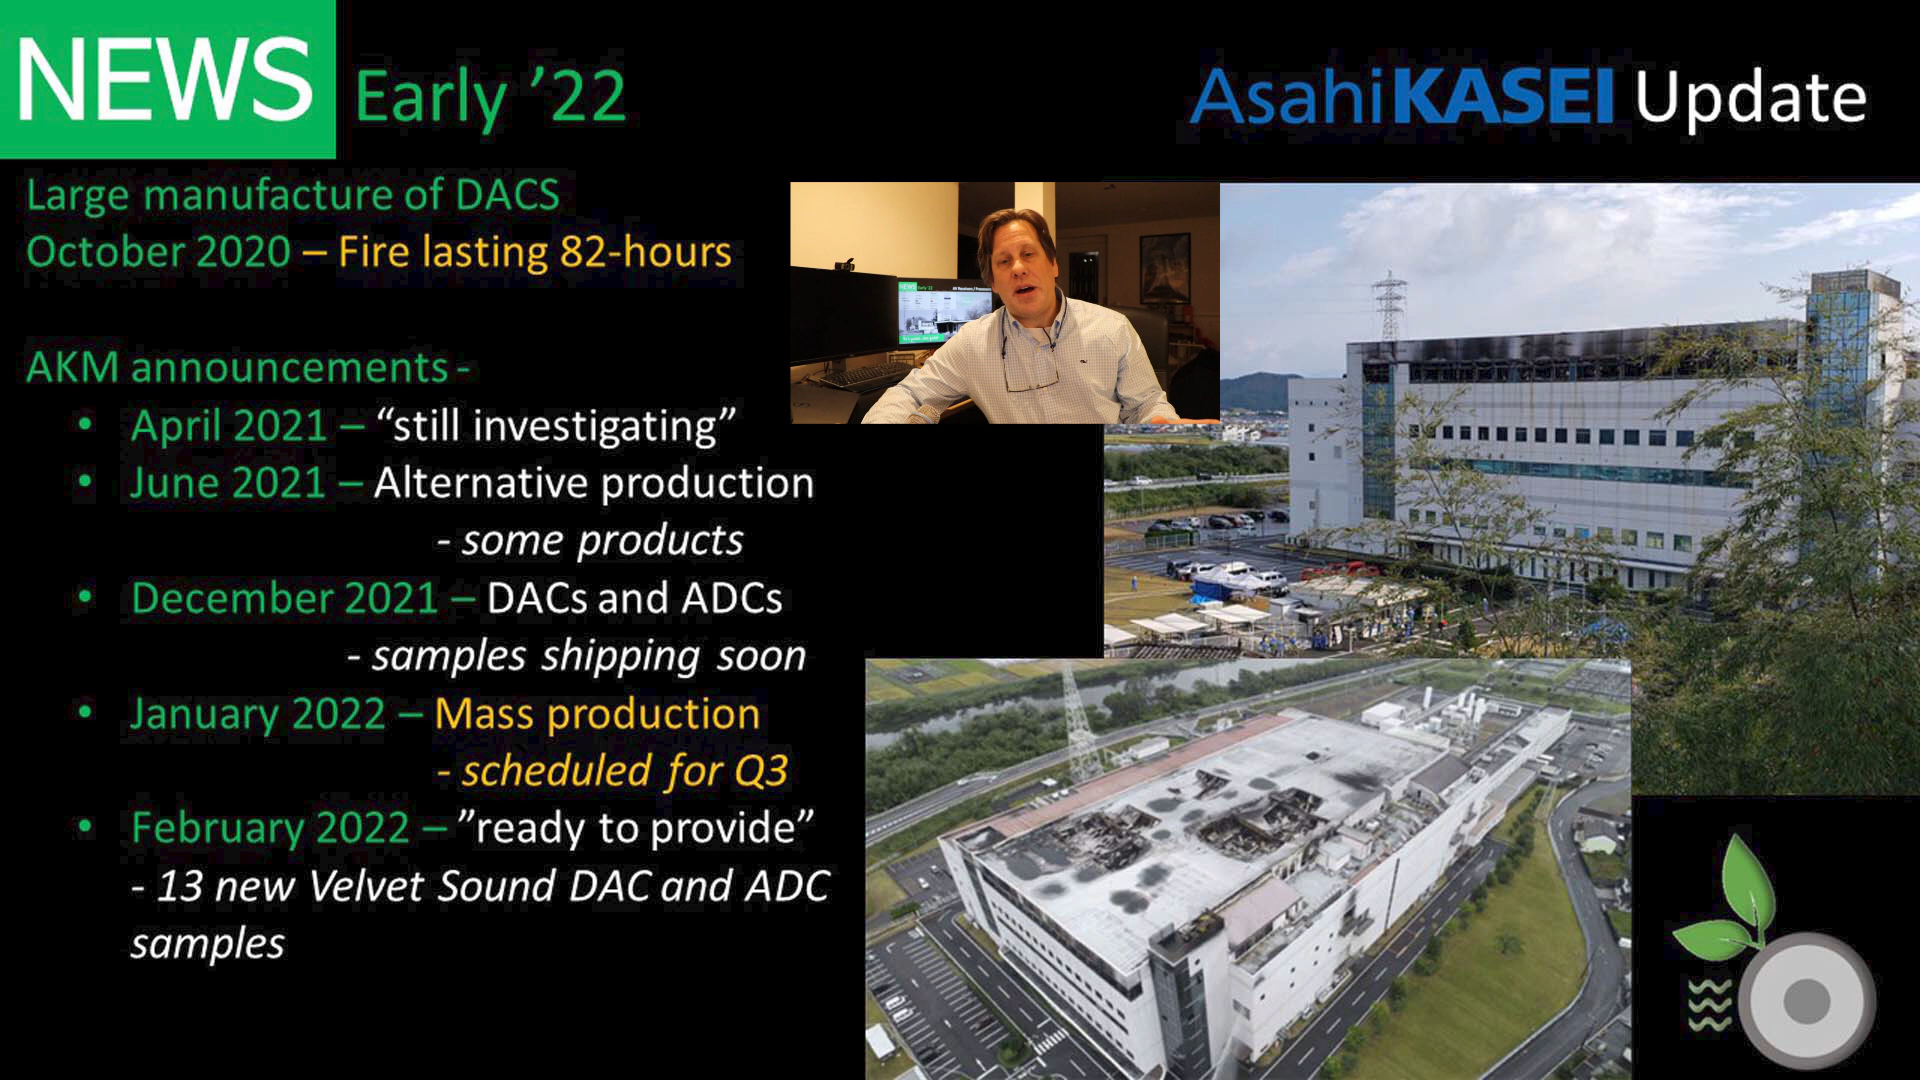 NEWS Early ’22
AsahiKASEI Update
Large manufacture of DACS
October 2020 – Fire lasting 82-hours
AKM announcements -
• April 2021 – “still investigating”
• June 2021 – Alternative production
- some products
• December 2021 – DACs and ADCs
- samples shipping soon
• January 2022 – Mass production
- scheduled for Q3
• February 2022 – ”ready to provide”
- 13 new Velvet Sound DAC and ADC
samples
NEWS